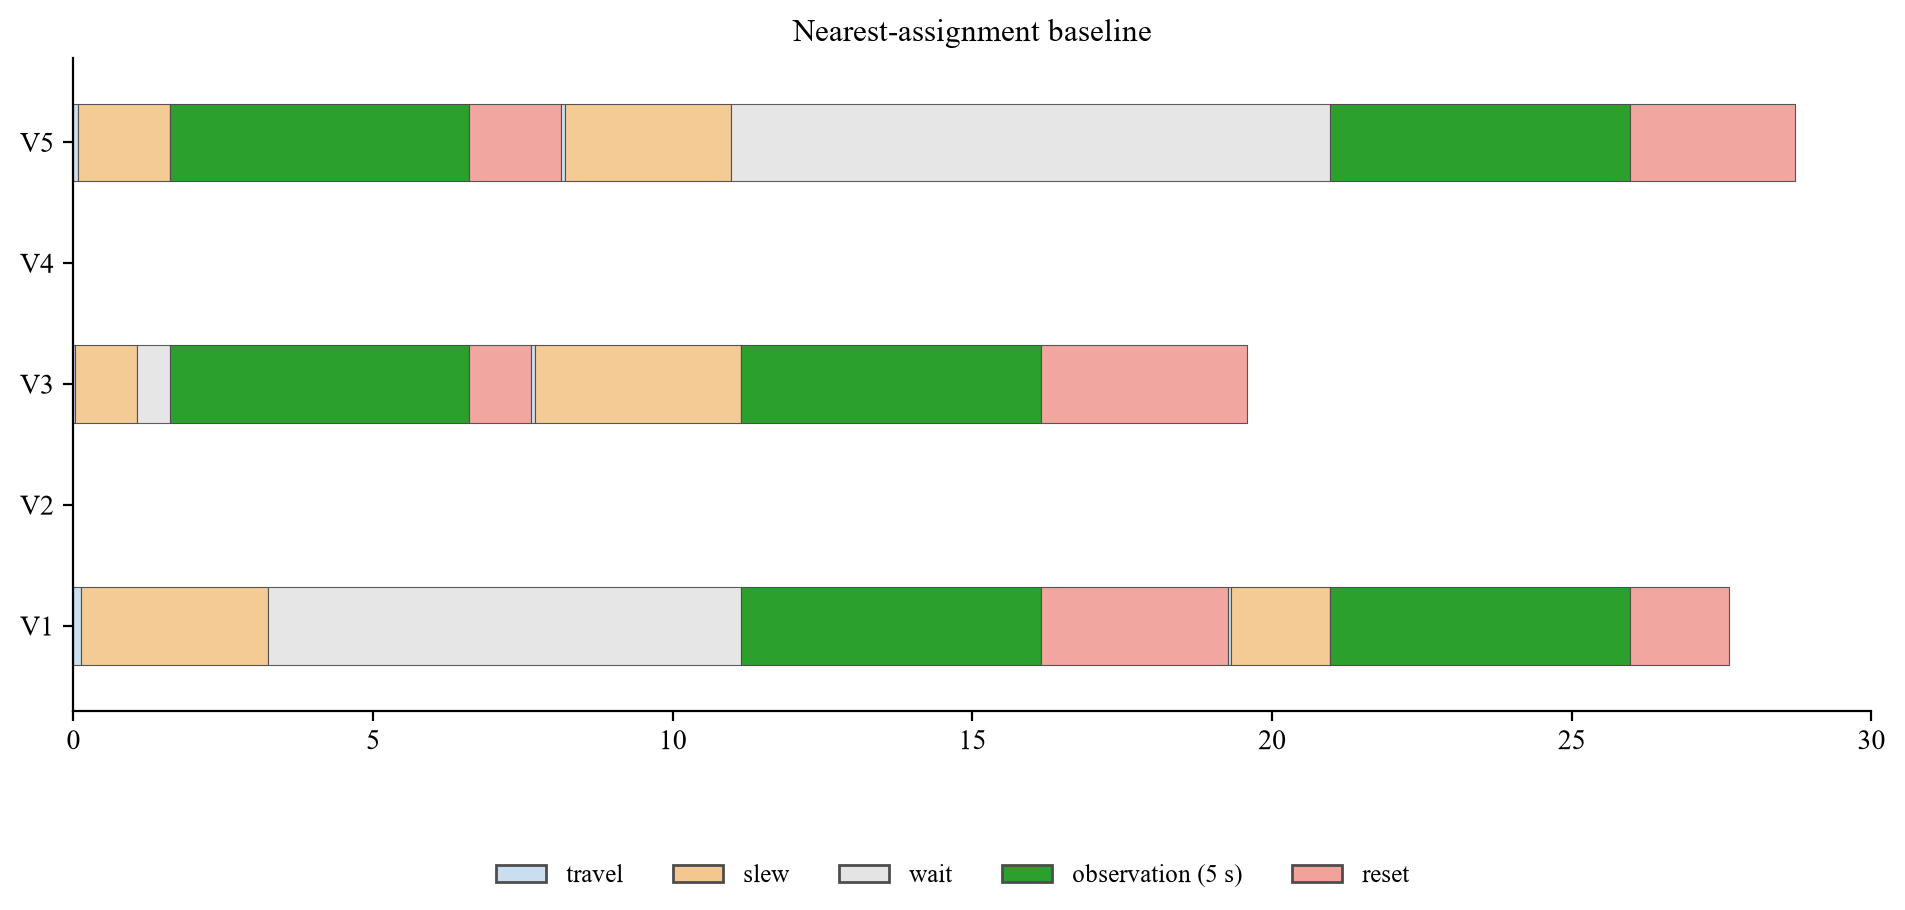 Nearest-assignment baseline
V5
V4
V3
V2
V1
0 5 10 15 20 25 30
travel slew wait observation (5 s) reset